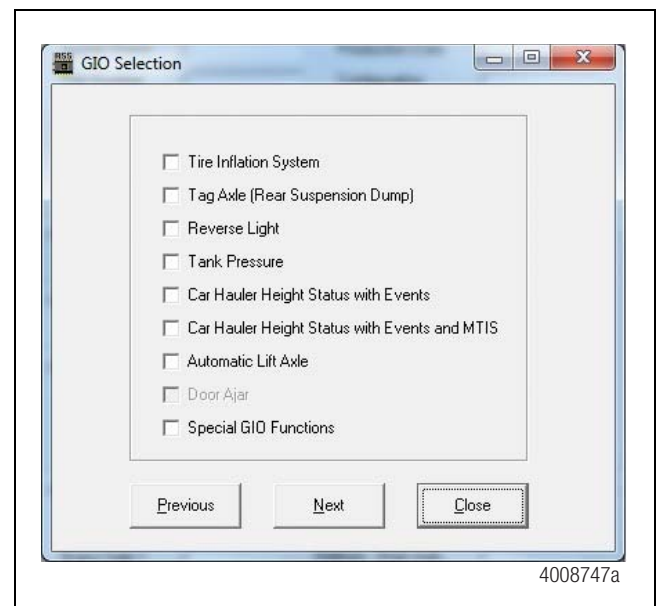 RSS
GIO Selection
Tire Inflation System
Tag Axle (Rear Suspension Dump)
Reverse Light
Tank Pressure
Car Hauler Height Status with Events
Car Hauler Height Status with Events and MTIS
Automatic Lift Axle
Door Ajar
Special GIO Functions
Previous
Next
Close
4008747a